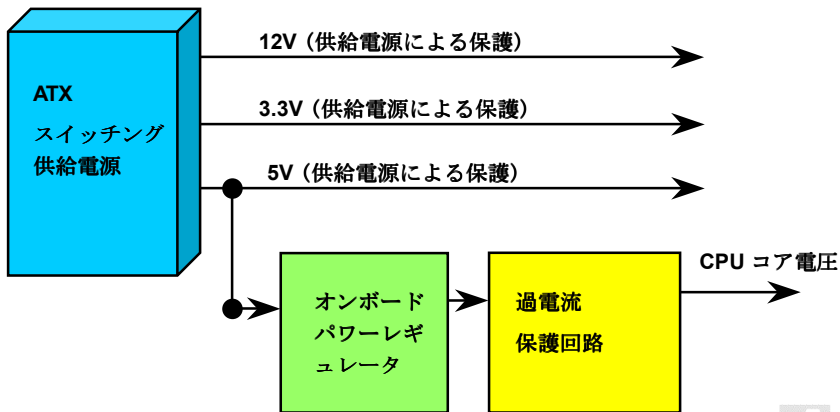 12V（供給電源による保護）
ATX
スイッチング
供給電源
3.3V（供給電源による保護）
5V（供給電源による保護）
CPU コア電圧
オンボード
パワーレギ
ュレータ
過電流
保護回路